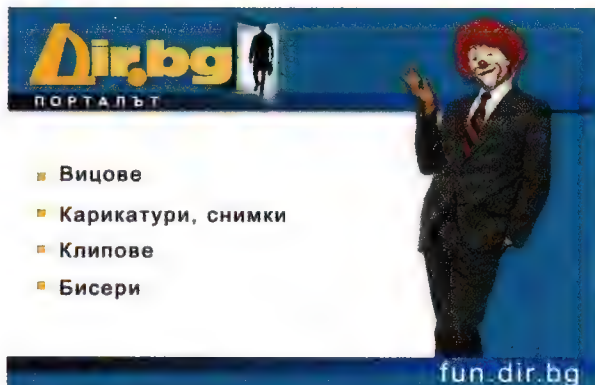 Dir.bg
ПОРТАЛЪТ
Вицове
Карикатури, снимки
Клипове
Бисери
fun.dir.bg